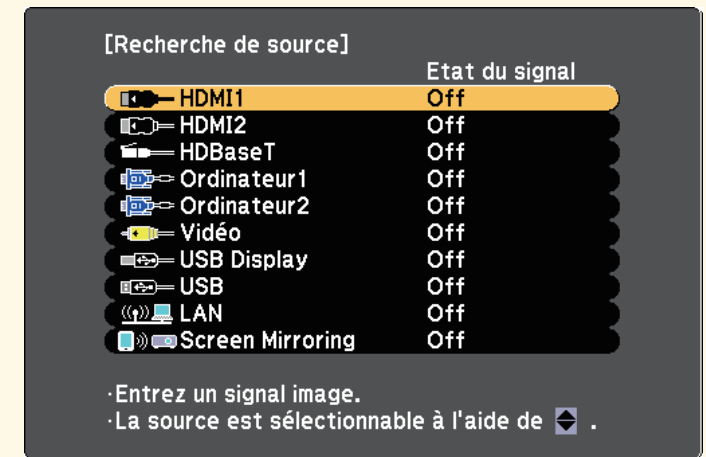 [Recherche de source]
Etat du signal
HDMI1 Off
HDMI2 Off
HDBaseT Off
Ordinateur1 Off
Ordinateur2 Off
Vidéo Off
USB Display Off
USB Off
LAN Off
Screen Mirroring Off
·Entrez un signal image.
·La source est sélectionnable à l'aide de .